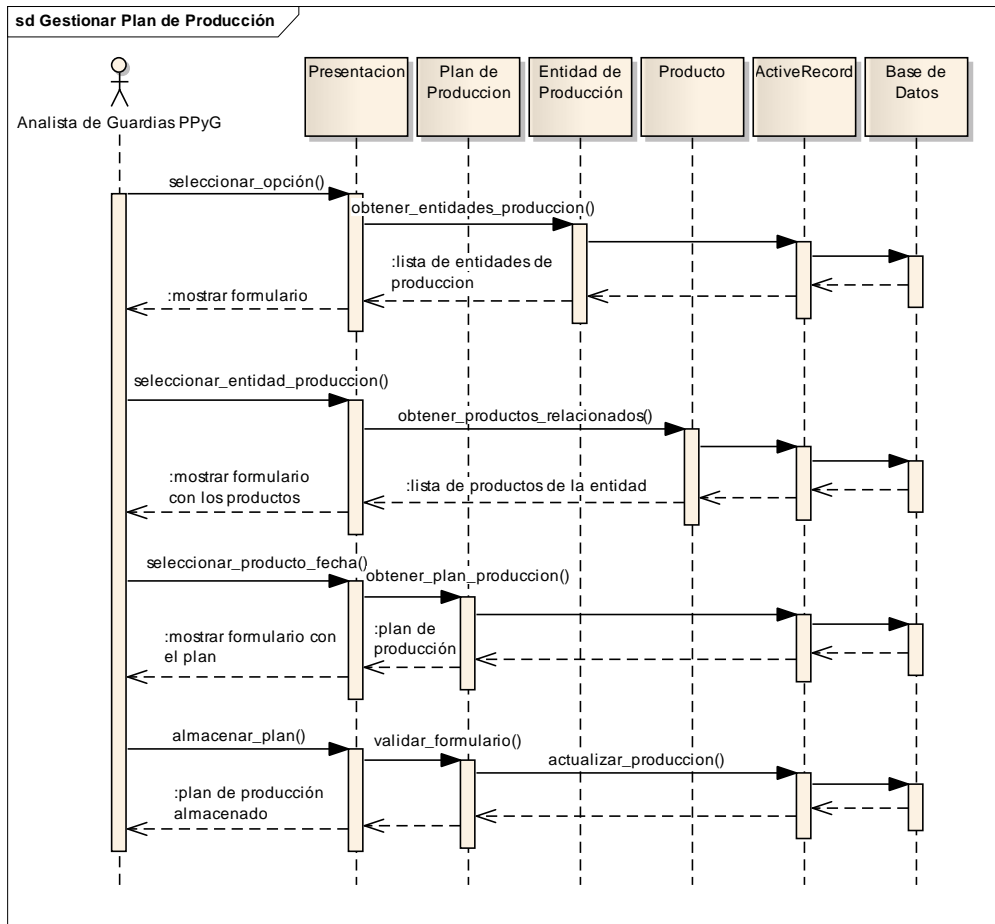 sd Gestionar Plan de Producción
Analista de Guardias PPyG
Presentacion
Plan de
Produccion
Entidad de
Producción
Producto
ActiveRecord
Base de
Datos
seleccionar_opción()
obtener_entidades_produccion()
:lista de entidades de
produccion
:mostrar formulario
seleccionar_entidad_produccion()
obtener_productos_relacionados()
:mostrar formulario
con los productos
:lista de productos de la entidad
seleccionar_producto_fecha()
obtener_plan_produccion()
:mostrar formulario con
el plan
:plan de
producción
almacenar_plan()
validar_formulario()
actualizar_produccion()
:plan de producción
almacenado